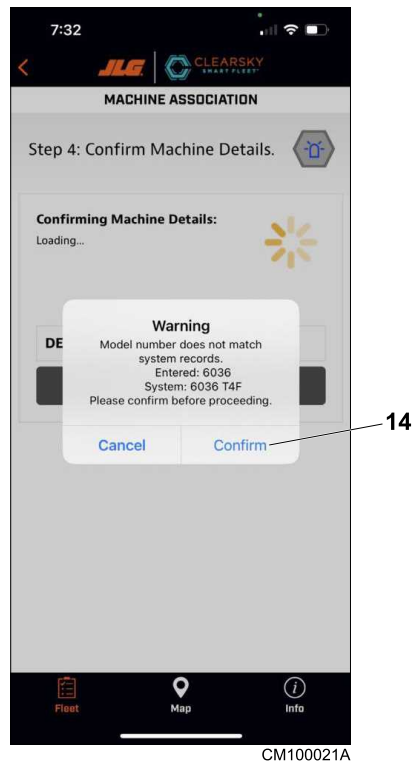 7:32
JLG
CLEARSKY
SMART FLEET
MACHINE ASSOCIATION
Step 4: Confirm Machine Details.
Confirming Machine Details:
Loading...
DE
Warning
Model number does not match
system records.
Entered: 6036
System: 6036 T4F
Please confirm before proceeding.
Cancel
Confirm
14
Fleet
Map
Info
CM100021A